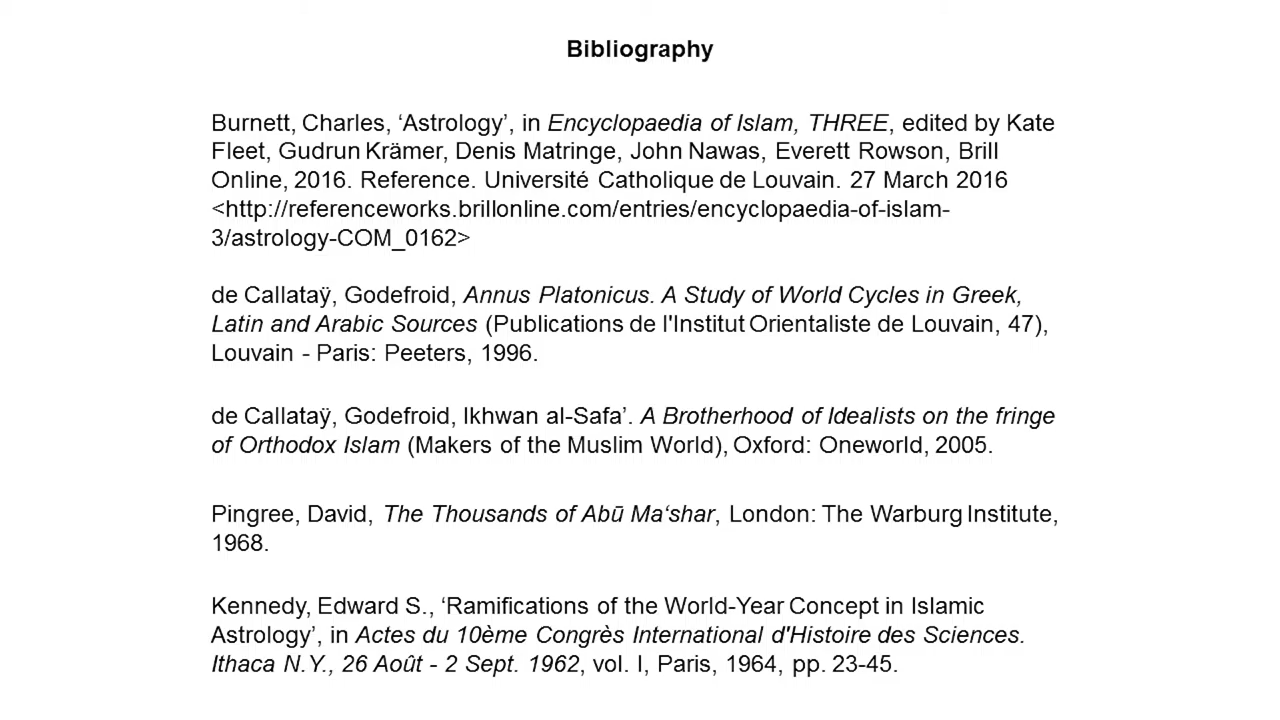 Bibliography
Burnett, Charles, ‘Astrology’, in Encyclopaedia of Islam, THREE, edited by Kate
Fleet, Gudrun Krämer, Denis Matringe, John Nawas, Everett Rowson, Brill
Online, 2016. Reference. Université Catholique de Louvain. 27 March 2016
<http://referenceworks.brillonline.com/entries/encyclopaedia-of-islam-
3/astrology-COM_0162>
de Callataÿ, Godefroid, Annus Platonicus. A Study of World Cycles in Greek,
Latin and Arabic Sources (Publications de l'Institut Orientaliste de Louvain, 47),
Louvain - Paris: Peeters, 1996.
de Callataÿ, Godefroid, Ikhwan al-Safa’. A Brotherhood of Idealists on the fringe
of Orthodox Islam (Makers of the Muslim World), Oxford: Oneworld, 2005.
Pingree, David, The Thousands of Abū Ma‘shar, London: The Warburg Institute,
1968.
Kennedy, Edward S., ‘Ramifications of the World-Year Concept in Islamic
Astrology’, in Actes du 10ème Congrès International d'Histoire des Sciences.
Ithaca N.Y., 26 Août - 2 Sept. 1962, vol. I, Paris, 1964, pp. 23-45.